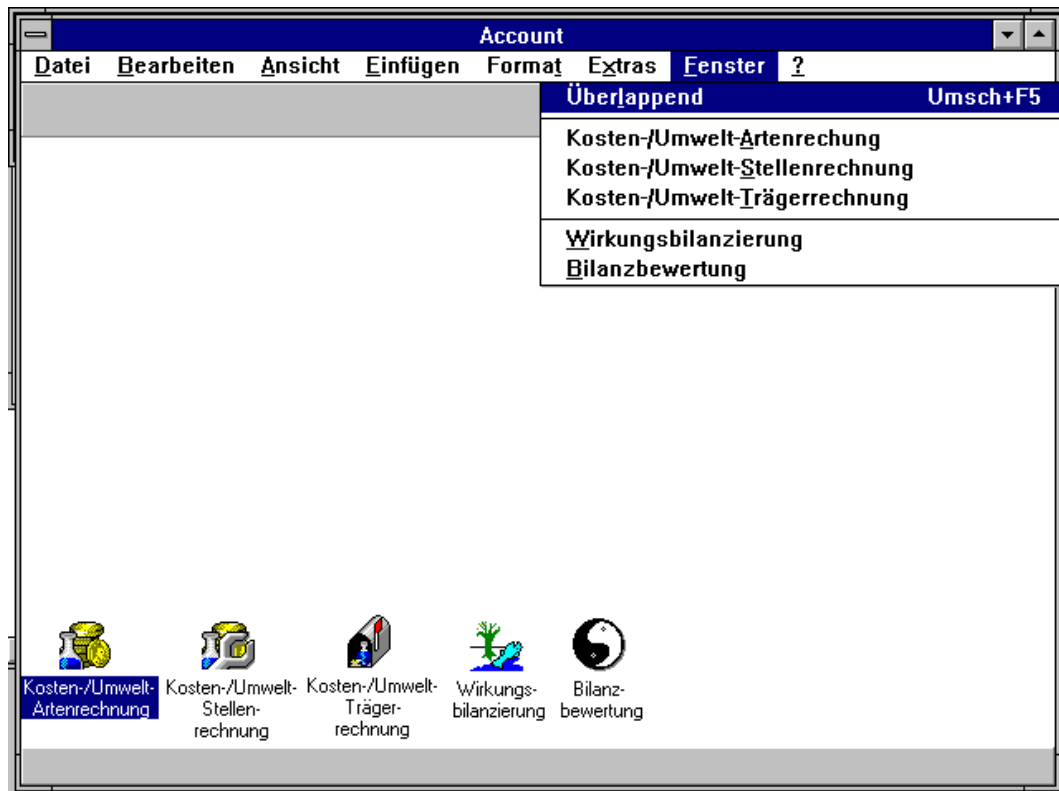 Account
Datei Bearbeiten Ansicht Einfügen Format Extras Fenster ?
Überlappend Umsch+F5
Kosten-/Umwelt-Artenrechung
Kosten-/Umwelt-Stellenrechnung
Kosten-/Umwelt-Trägerrechnung
Wirkungsbilanzierung
Bilanzbewertung
Kosten-/Umwelt-
Artenrechnung
Kosten-/Umwelt-
Stellen-
rechnung
Kosten-/Umwelt-
Träger-
rechnung
Wirkungs-
bilanzierung
Bilanz-
bewertung